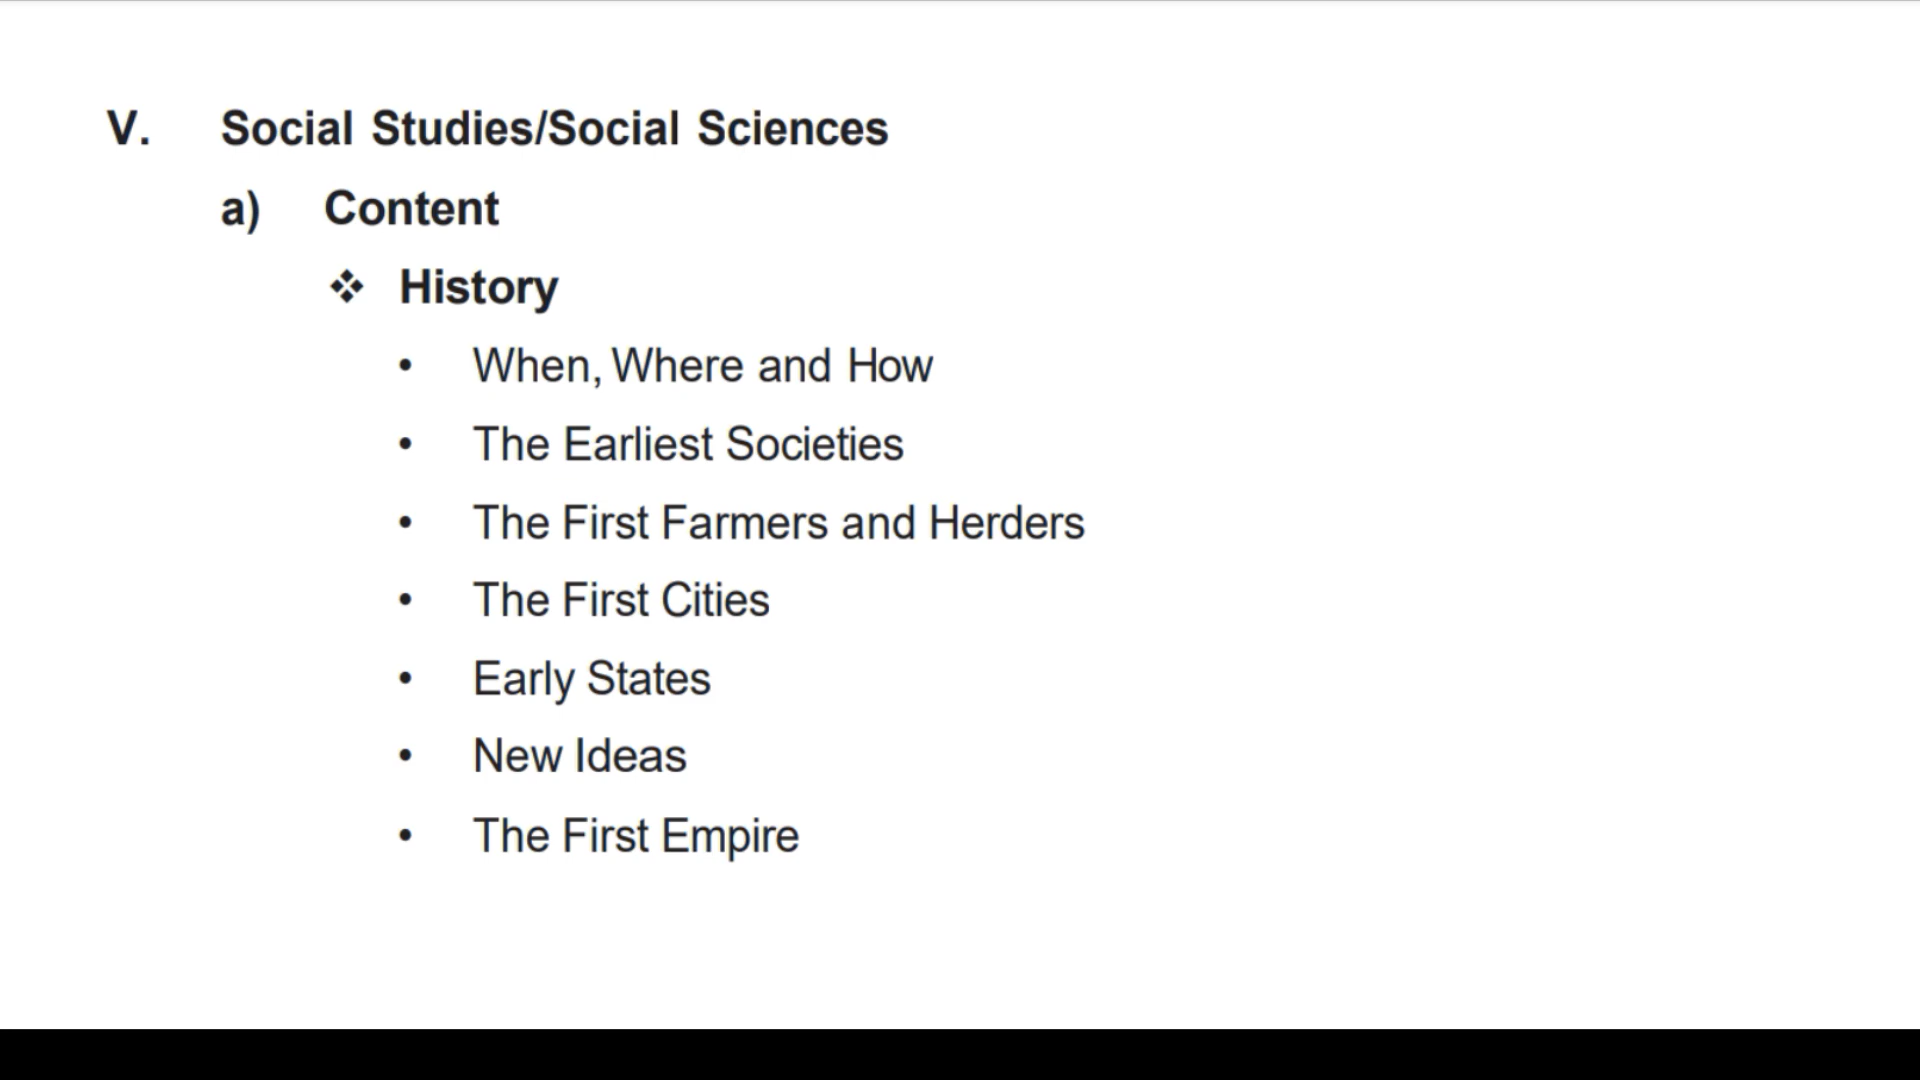 V. Social Studies/Social Sciences
a) Content
❖ History
• When, Where and How
• The Earliest Societies
• The First Farmers and Herders
• The First Cities
• Early States
• New Ideas
• The First Empire